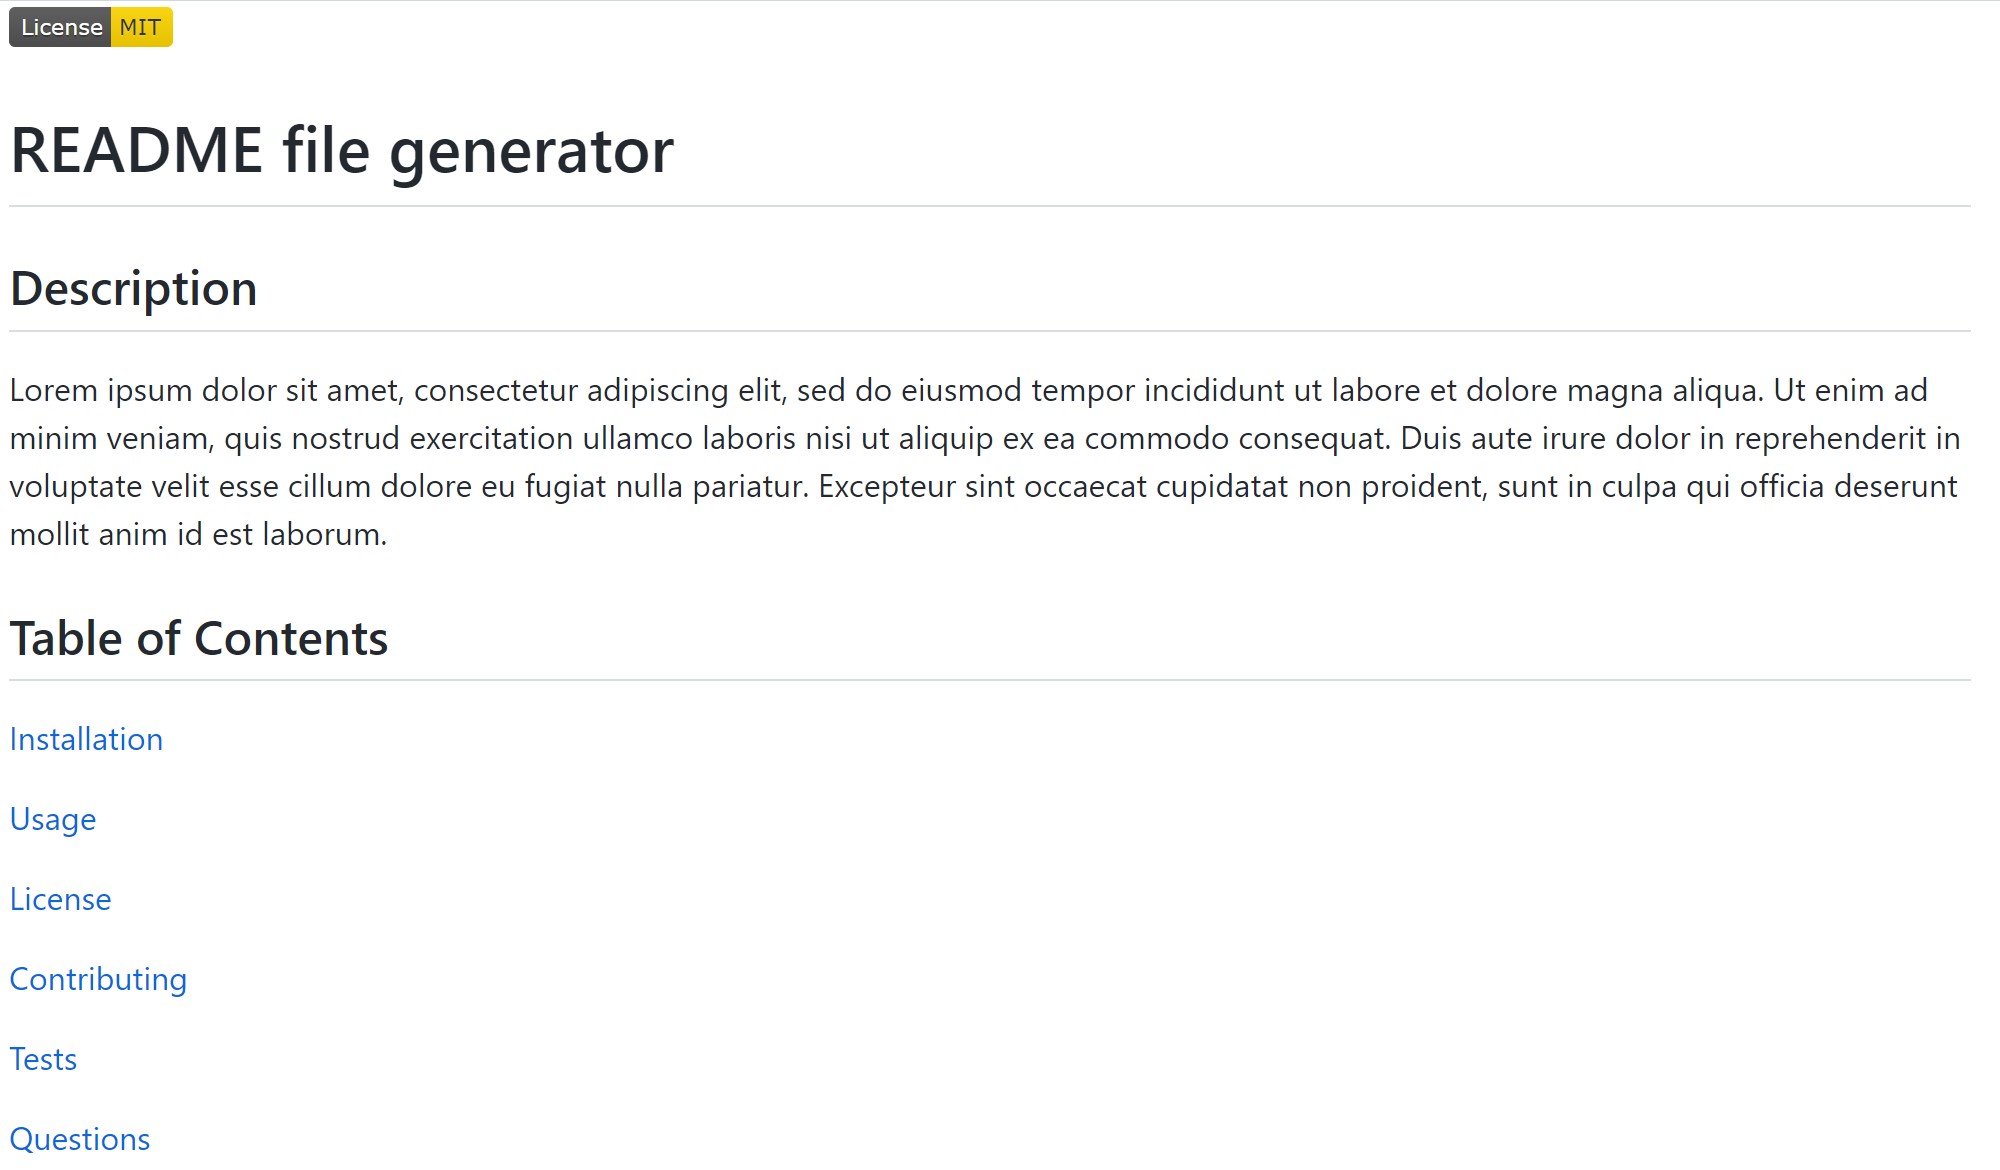 License MIT
README file generator
Description
Lorem ipsum dolor sit amet, consectetur adipiscing elit, sed do eiusmod tempor incididunt ut labore et dolore magna aliqua. Ut enim ad
minim veniam, quis nostrud exercitation ullamco laboris nisi ut aliquip ex ea commodo consequat. Duis aute irure dolor in reprehenderit in
voluptate velit esse cillum dolore eu fugiat nulla pariatur. Excepteur sint occaecat cupidatat non proident, sunt in culpa qui officia deserunt
mollit anim id est laborum.
Table of Contents
Installation
Usage
License
Contributing
Tests
Questions